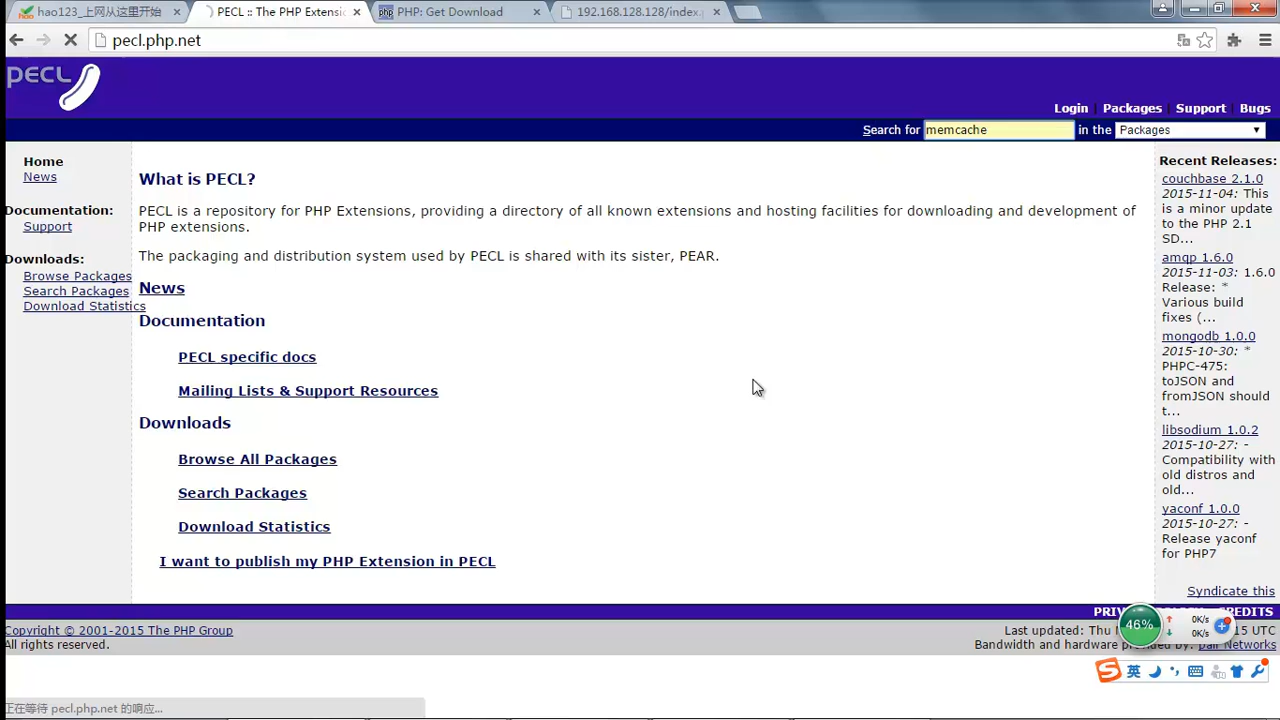 hao123_上网从这里开始
PECL :: The PHP Extensi
PHP: Get Download
192.168.128.128/index.
pecl.php.net
PECL
Login | Packages | Support | Bugs
Search for memcache in the Packages
Home
News
Documentation:
Support
Downloads:
Browse Packages
Search Packages
Download Statistics
What is PECL?
PECL is a repository for PHP Extensions, providing a directory of all known extensions and hosting facilities for downloading and development of
PHP extensions.
The packaging and distribution system used by PECL is shared with its sister, PEAR.
News
Documentation
PECL specific docs
Mailing Lists & Support Resources
Downloads
Browse All Packages
Search Packages
Download Statistics
I want to publish my PHP Extension in PECL
Recent Releases:
couchbase 2.1.0
2015-11-04: This
is a minor update
to the PHP 2.1
SD...
amqp 1.6.0
2015-11-03: 1.6.0
Release: *
Various build
fixes (...
mongodb 1.0.0
2015-10-30: *
PHPC-475:
toJSON and
fromJSON should
t...
libsodium 1.0.2
2015-10-27: -
Compatibility with
old distros and
old...
yaconf 1.0.0
2015-10-27: -
Release yaconf
for PHP7
Syndicate this
CREDITS
Copyright © 2001-2015 The PHP Group
All rights reserved.
Last updated: Thu 15 UTC
Bandwidth and hardware provided by: pair Networks
46%
0K/s
0K/s
英
正在等待 pecl.php.net 的响应...